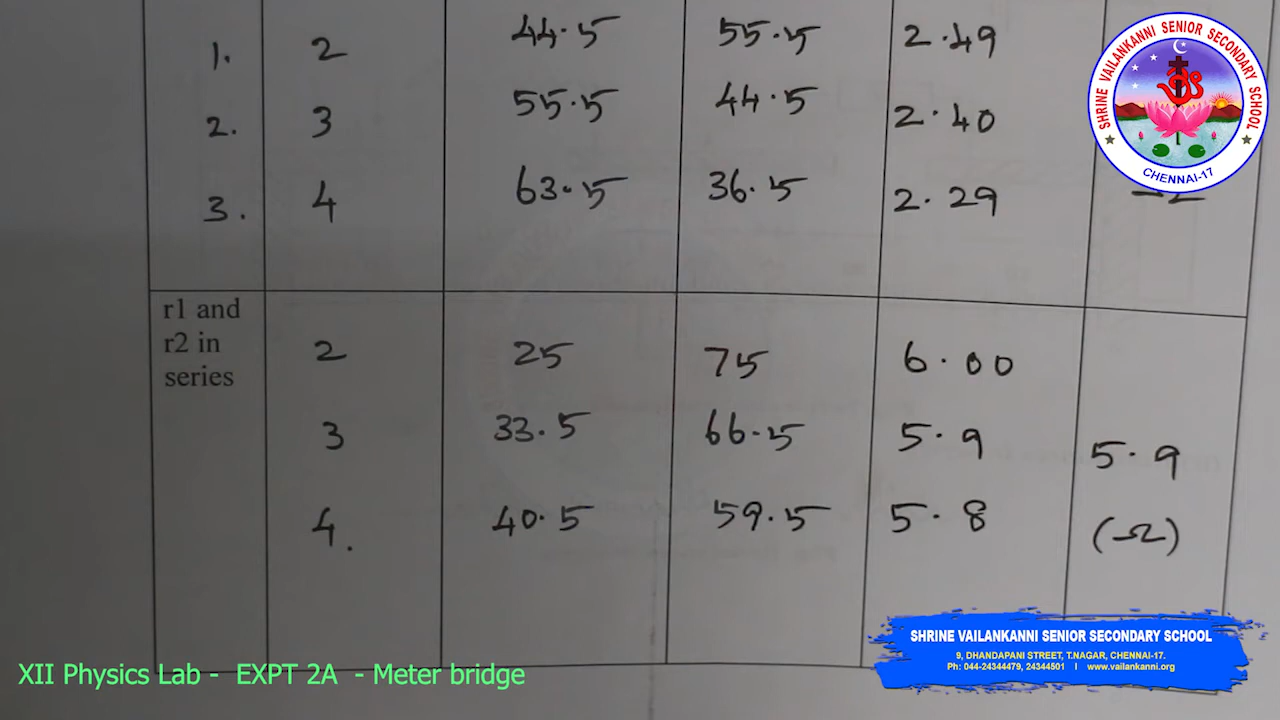 1. 2 44.5 55.5 2.49
2. 3 55.5 44.5 2.40
3. 4 63.5 36.5 2.29
r1 and
r2 in
series
2 25 75 6.00
3 33.5 66.5 5.9
5.9
4. 40.5 59.5 5.8
(Ω)
SHRINE VAILANKANNI SENIOR SECONDARY SCHOOL
CHENNAI-17
SHRINE VAILANKANNI SENIOR SECONDARY SCHOOL
9, DHANDAPANI STREET, T.NAGAR, CHENNAI-17.
Ph: 044-24344479, 24344501 I www.vailankanni.org
XII Physics Lab - EXPT 2A - Meter bridge